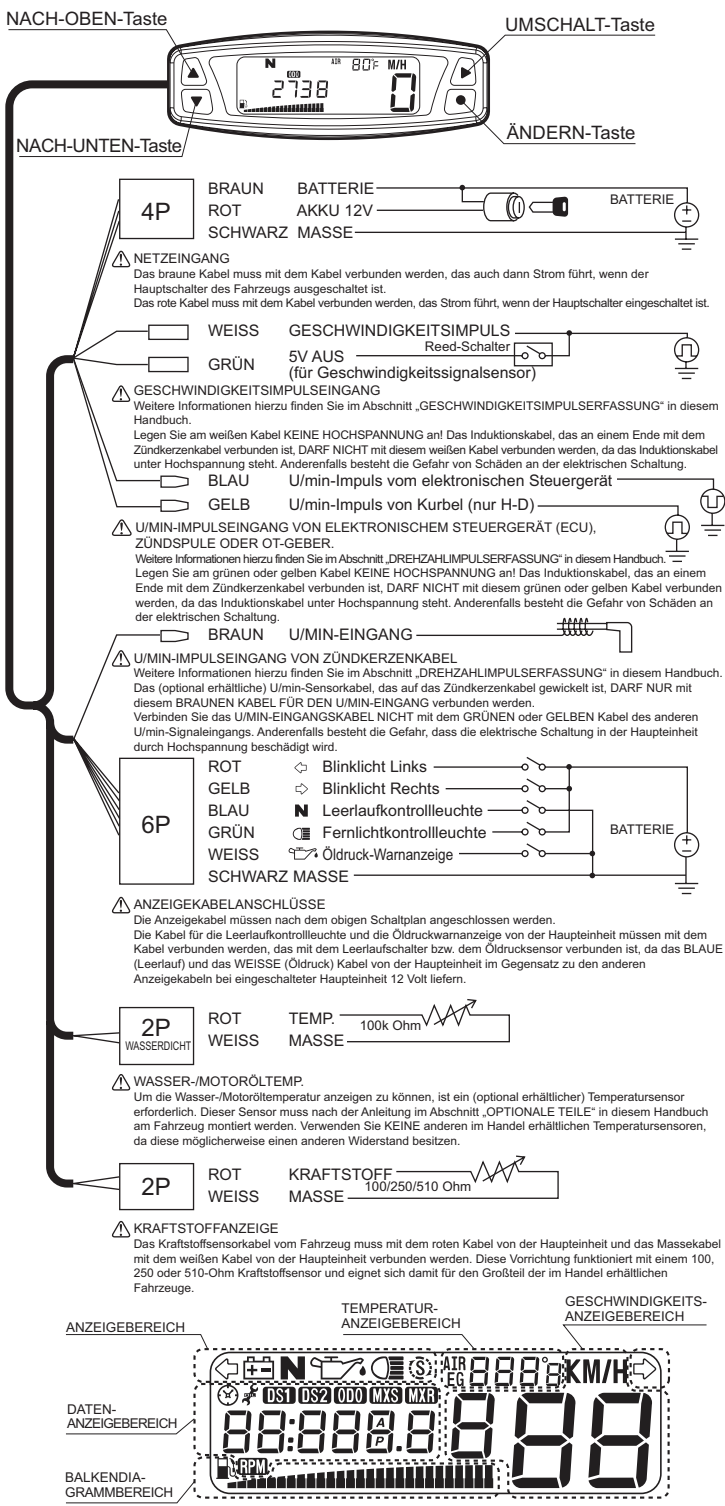 NACH-OBEN-Taste
UMSCHALT-Taste
N AIR 80°F M/H
ODO
2738 0
NACH-UNTEN-Taste
ÄNDERN-Taste
4P
BRAUN BATTERIE
ROT AKKU 12V
SCHWARZ MASSE
BATTERIE
NETZEINGANG
Das braune Kabel muss mit dem Kabel verbunden werden, das auch dann Strom führt, wenn der
Hauptschalter des Fahrzeugs ausgeschaltet ist.
Das rote Kabel muss mit dem Kabel verbunden werden, das Strom führt, wenn der Hauptschalter eingeschaltet ist.
WEISS GESCHWINDIGKEITSIMPULS
Reed-Schalter
GRÜN 5V AUS
(für Geschwindigkeitssignalsensor)
GESCHWINDIGKEITSIMPULSEINGANG
Weitere Informationen hierzu finden Sie im Abschnitt „GESCHWINDIGKEITSIMPULSERFASSUNG“ in diesem
Handbuch.
Legen Sie am weißen Kabel KEINE HOCHSPANNUNG an! Das Induktionskabel, das an einem Ende mit dem
Zündkerzenkabel verbunden ist, DARF NICHT mit diesem weißen Kabel verbunden werden, da das Induktionskabel
unter Hochspannung steht. Anderenfalls besteht die Gefahr von Schäden an der elektrischen Schaltung.
BLAU U/min-Impuls vom elektronischen Steuergerät
GELB U/min-Impuls von Kurbel (nur H-D)
U/MIN-IMPULSEINGANG VON ELEKTRONISCHEM STEUERGERÄT (ECU),
ZÜNDSPULE ODER OT-GEBER.
Weitere Informationen hierzu finden Sie im Abschnitt „DREHZAHLIMPULSERFASSUNG“ in diesem Handbuch.
Legen Sie am grünen oder gelben Kabel KEINE HOCHSPANNUNG an! Das Induktionskabel, das an einem
Ende mit dem Zündkerzenkabel verbunden ist, DARF NICHT mit diesem grünen oder gelben Kabel verbunden
werden, da das Induktionskabel unter Hochspannung steht. Anderenfalls besteht die Gefahr von Schäden an
der elektrischen Schaltung.
BRAUN U/MIN-EINGANG
U/MIN-IMPULSEINGANG VON ZÜNDKERZENKABEL
Weitere Informationen hierzu finden Sie im Abschnitt „DREHZAHLIMPULSERFASSUNG“ in diesem Handbuch.
Das (optional erhältliche) U/min-Sensorkabel, das auf das Zündkerzenkabel gewickelt ist, DARF NUR mit
diesem BRAUNEN KABEL FÜR DEN U/MIN-EINGANG verbunden werden.
Verbinden Sie das U/MIN-EINGANGSKABEL NICHT mit dem GRÜNEN oder GELBEN Kabel des anderen
U/min-Signaleingangs. Anderenfalls besteht die Gefahr, dass die elektrische Schaltung in der Haupteinheit
durch Hochspannung beschädigt wird.
6P
ROT Blinklicht Links
GELB Blinklicht Rechts
BLAU N Leerlaufkontrollleuchte
GRÜN Fernlichtkontrollleuchte
WEISS Öldruck-Warnanzeige
SCHWARZ MASSE
BATTERIE
ANZEIGEKABELANSCHLÜSSE
Die Anzeigekabel müssen nach dem obigen Schaltplan angeschlossen werden.
Die Kabel für die Leerlaufkontrollleuchte und die Öldruckwarnanzeige von der Haupteinheit müssen mit dem
Kabel verbunden werden, das mit dem Leerlaufschalter bzw. dem Öldrucksensor verbunden ist, da das BLAUE
(Leerlauf) und das WEISSE (Öldruck) Kabel von der Haupteinheit im Gegensatz zu den anderen
Anzeigekabeln bei eingeschalteter Haupteinheit 12 Volt liefern.
2P
WASSERDICHT
ROT TEMP.
100k Ohm
WEISS MASSE
WASSER-/MOTORÖLTEMP.
Um die Wasser-/Motoröltemperatur anzeigen zu können, ist ein (optional erhältlicher) Temperatursensor
erforderlich. Dieser Sensor muss nach der Anleitung im Abschnitt „OPTIONALE TEILE“ in diesem Handbuch
am Fahrzeug montiert werden. Verwenden Sie KEINE anderen im Handel erhältlichen Temperatursensoren,
da diese möglicherweise einen anderen Widerstand besitzen.
2P
ROT KRAFTSTOFF
100/250/510 Ohm
WEISS MASSE
KRAFTSTOFFANZEIGE
Das Kraftstoffsensorkabel vom Fahrzeug muss mit dem roten Kabel von der Haupteinheit und das Massekabel
mit dem weißen Kabel von der Haupteinheit verbunden werden. Diese Vorrichtung funktioniert mit einem 100,
250 oder 510-Ohm Kraftstoffsensor und eignet sich damit für den Großteil der im Handel erhältlichen
Fahrzeuge.
ANZEIGEBEREICH
TEMPERATUR-
ANZEIGEBEREICH
GESCHWINDIGKEITS-
ANZEIGEBEREICH
N S AIR EG 888°8 KM/H
DS1 DS2 ODO MXS MXR
DATEN-
ANZEIGEBEREICH
88:888.8 A P 888
RPM
BALKENDIA-
GRAMMBEREICH